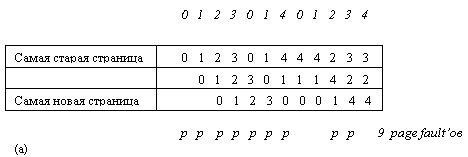 0 1 2 3 0 1 4 0 1 2 3 4
Самая старая страница 0 1 2 3 0 1 4 4 4 2 3 3
0 1 2 3 0 1 1 1 4 2 2
Самая новая страница 0 1 2 3 0 0 0 1 4 4
p p p p p p p p p 9 page fault'ов
(a)